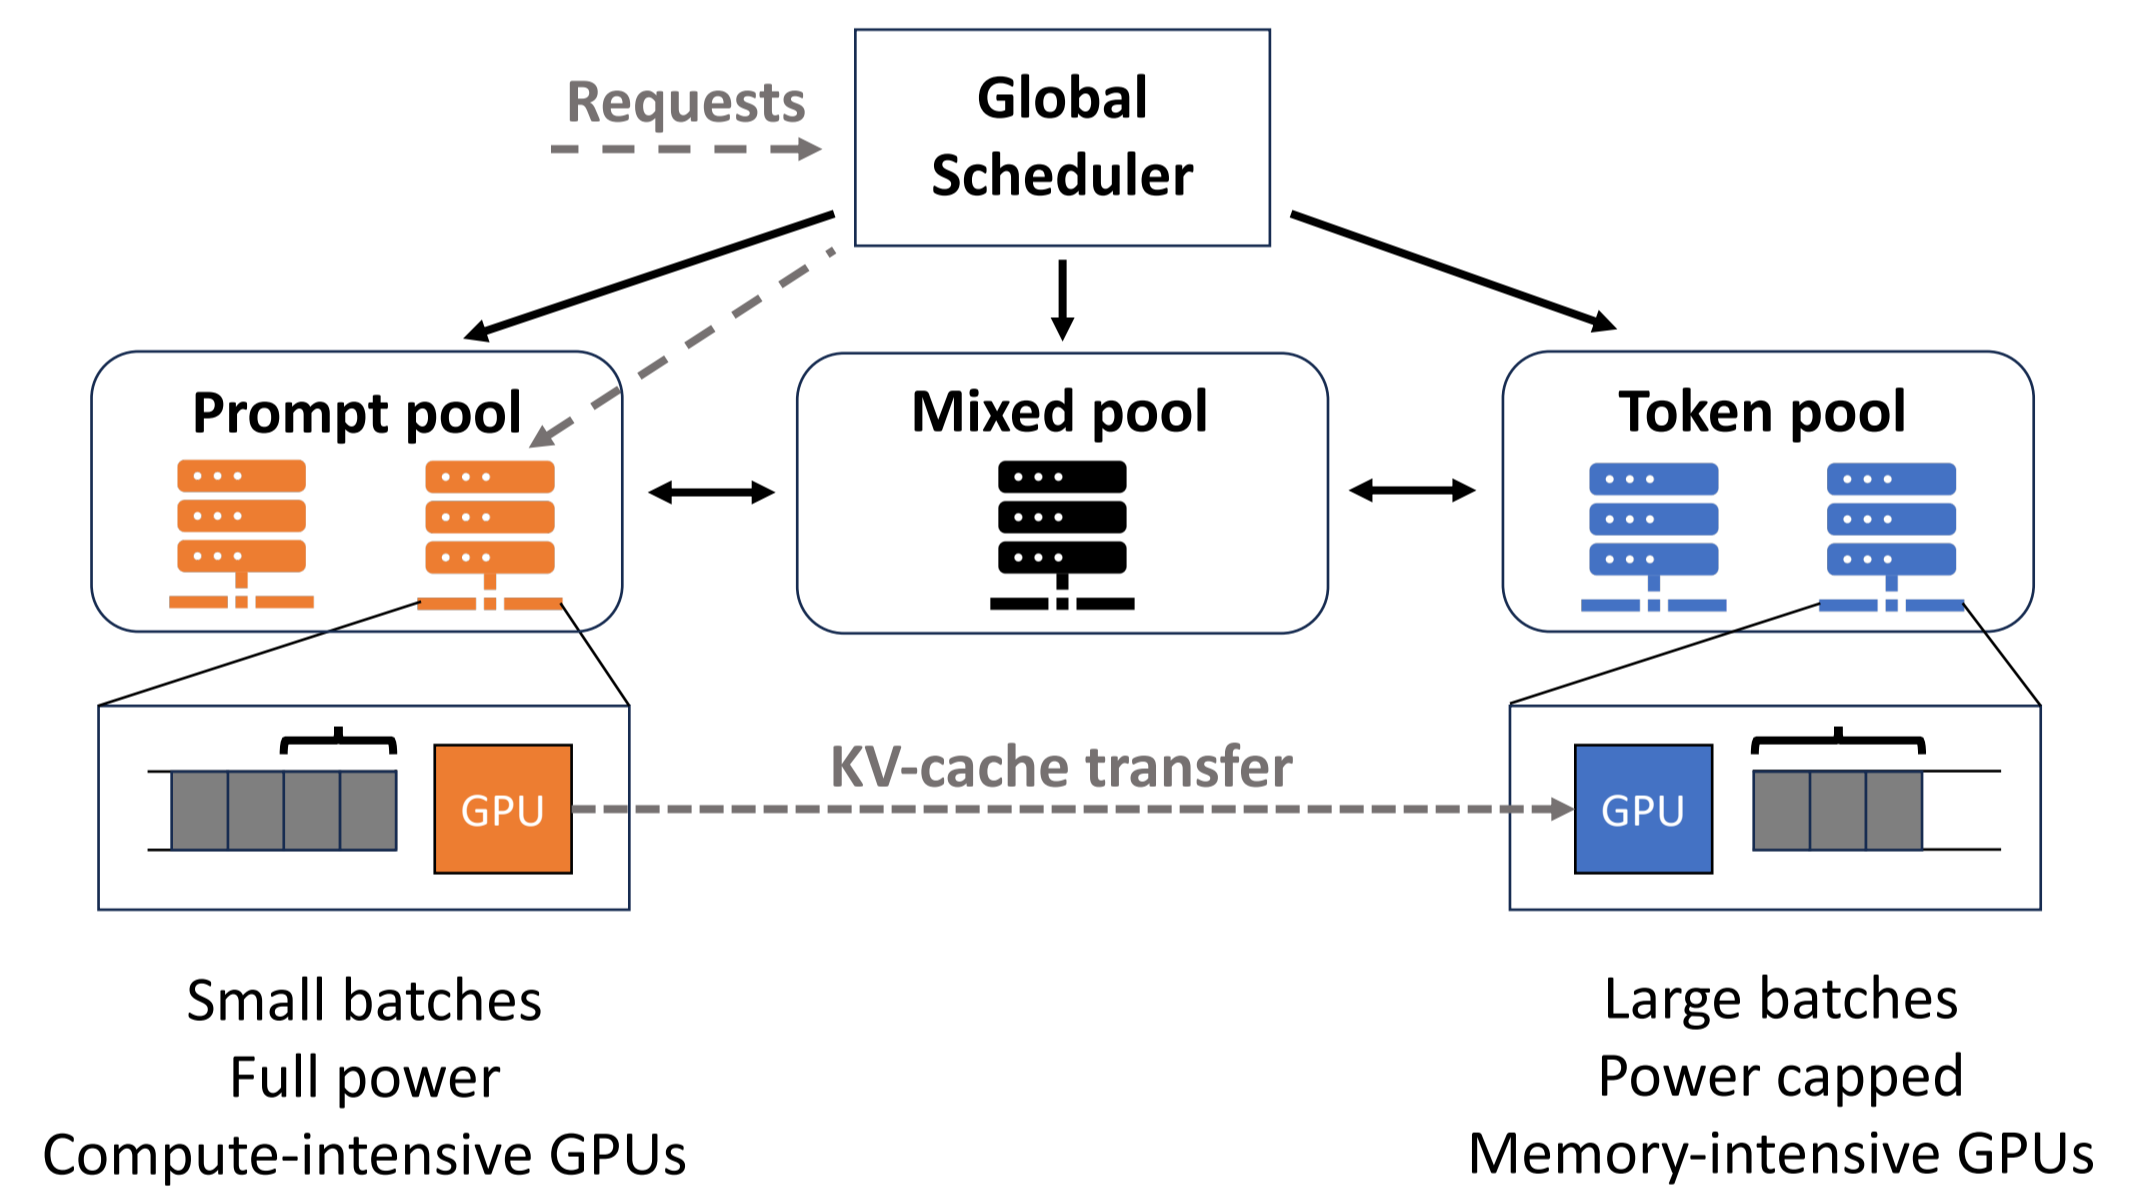 Requests
Global
Scheduler
Prompt pool
Mixed pool
Token pool
GPU
KV-cache transfer
GPU
Small batches
Full power
Compute-intensive GPUs
Large batches
Power capped
Memory-intensive GPUs